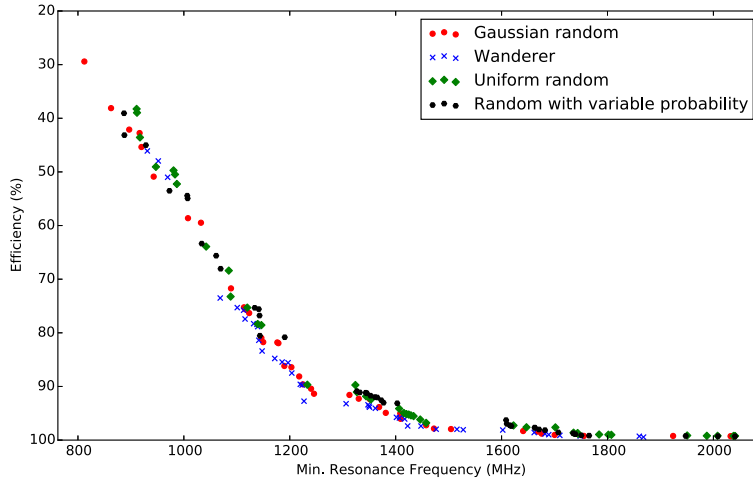 Gaussian random
Wanderer
Uniform random
Random with variable probability
20
30
40
50
60
70
80
90
100
Efficiency (%)
800
1000
1200
1400
1600
1800
2000
Min. Resonance Frequency (MHz)